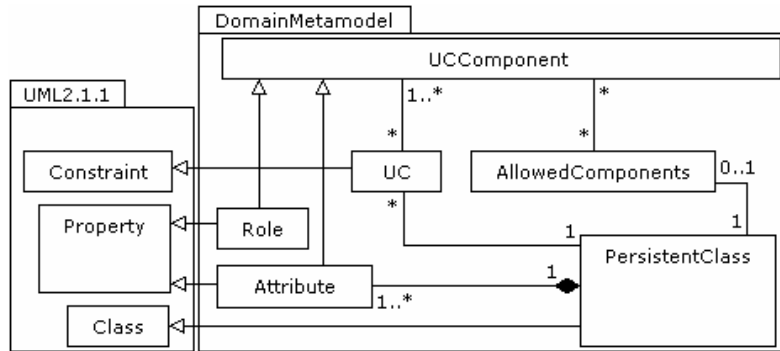 DomainMetamodel
UCComponent
UML2.1.1
1..*
*
*
*
Constraint
UC
AllowedComponents
0..1
*
1
Property
Role
1
PersistentClass
Attribute
1
1..*
Class